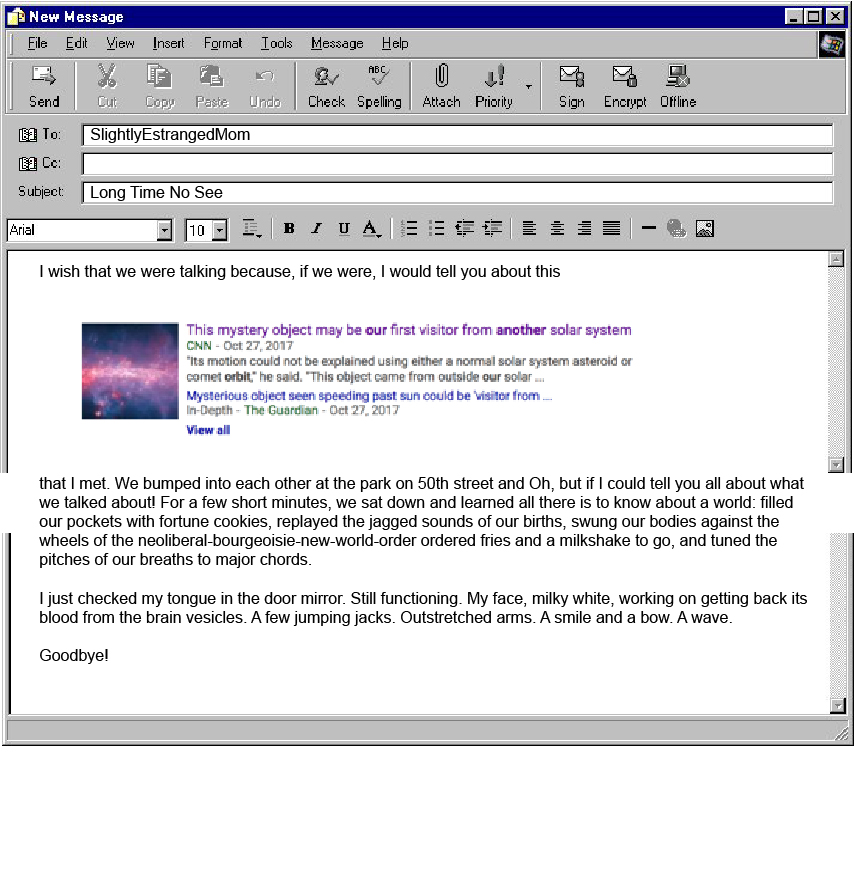 New Message
File Edit View Insert Format Tools Message Help
Send Cut Copy Paste Undo Check Spelling Attach Priority Sign Encrypt Offline
To: SlightlyEstrangedMom
Cc:
Subject: Long Time No See
Arial 10 B I U A
I wish that we were talking because, if we were, I would tell you about this
This mystery object may be our first visitor from another solar system
CNN - Oct 27, 2017
"Its motion could not be explained using either a normal solar system asteroid or
comet orbit," he said. "This object came from outside our solar ...
Mysterious object seen speeding past sun could be 'visitor from ...
In-Depth - The Guardian - Oct 27, 2017
View all
that I met. We bumped into each other at the park on 50th street and Oh, but if I could tell you all about what
we talked about! For a few short minutes, we sat down and learned all there is to know about a world: filled
our pockets with fortune cookies, replayed the jagged sounds of our births, swung our bodies against the
wheels of the neoliberal-bourgeoisie-new-world-order ordered fries and a milkshake to go, and tuned the
pitches of our breaths to major chords.
I just checked my tongue in the door mirror. Still functioning. My face, milky white, working on getting back its
blood from the brain vesicles. A few jumping jacks. Outstretched arms. A smile and a bow. A wave.
Goodbye!